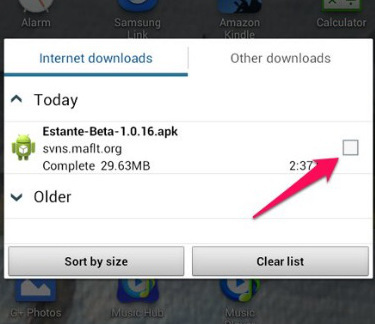 Alarm
Samsung
Link
Amazon
Kindle
Calculator
Internet downloads
Other downloads
Today
Estante-Beta-1.0.16.apk
svns.maflt.org
Complete 29.63MB
2:37
Older
Sort by size
Clear list
G+ Photos
Music Hub
Music